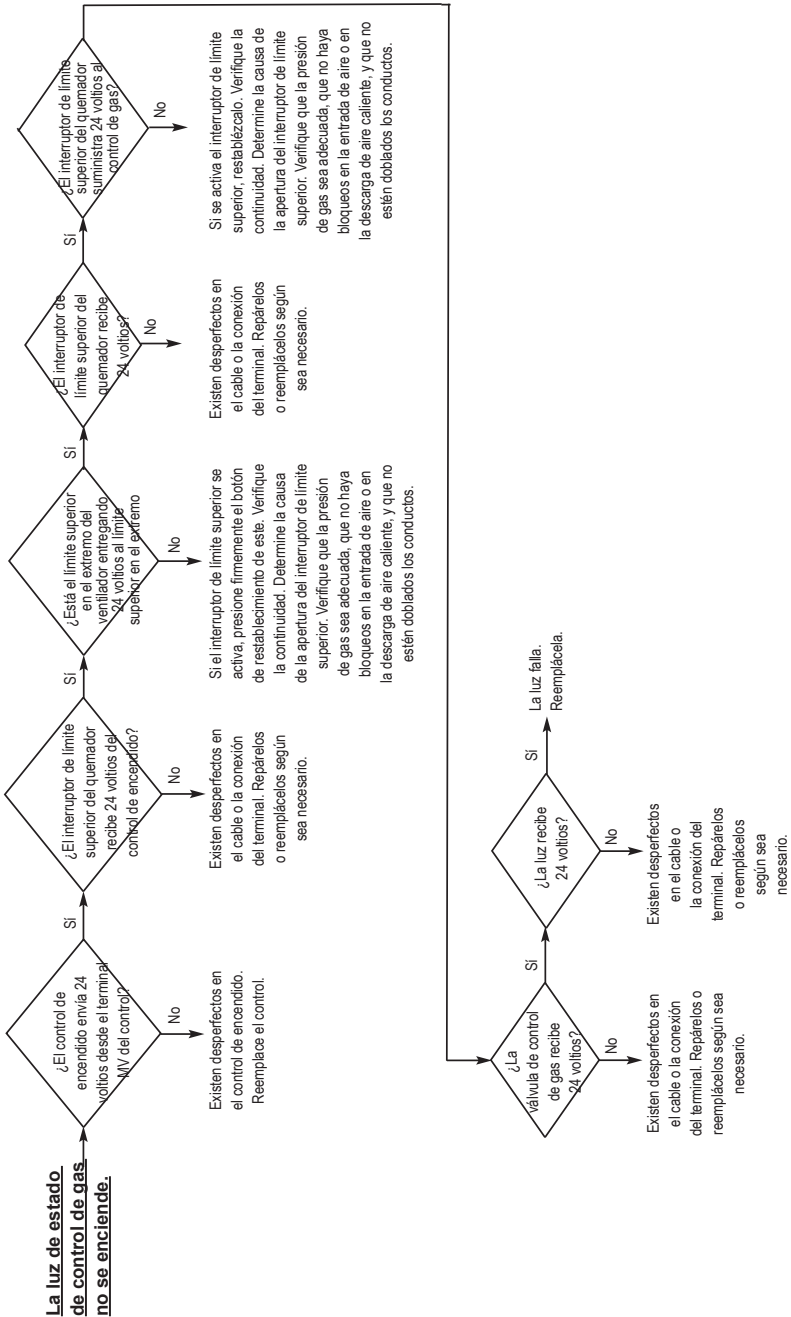 La luz de estado
de control de gas
no se enciende.
¿El control de
encendido envía 24
voltios desde el terminal
MV del control?
Sí
No
Existen desperfectos en
el control de encendido.
Reemplace el control.
¿El interruptor de límite
superior del quemador
recibe 24 voltios del
control de encendido?
Sí
No
Existen desperfectos en
el cable o la conexión
del terminal. Repárelos
o reemplácelos según
sea necesario.
¿Está el límite superior
en el extremo del
ventilador entregando
24 voltios al límite
superior en el extremo
Sí
No
Si el interruptor de límite superior se
activa, presione firmemente el botón
de restablecimiento de este. Verifique
la continuidad. Determine la causa
de la apertura del interruptor de límite
superior. Verifique que la presión
de gas sea adecuada, que no haya
bloqueos en la entrada de aire o en
la descarga de aire caliente, y que no
estén doblados los conductos.
¿El interruptor de
límite superior del
quemador recibe
24 voltios?
Sí
No
Existen desperfectos en
el cable o la conexión
del terminal. Repárelos
o reemplácelos según
sea necesario.
¿El interruptor de límite
superior del quemador
suministra 24 voltios al
control de gas?
No
Si se activa el interruptor de límite
superior, restablézcalo. Verifique la
continuidad. Determine la causa de
la apertura del interruptor de límite
superior. Verifique que la presión
de gas sea adecuada, que no haya
bloqueos en la entrada de aire o en
la descarga de aire caliente, y que no
estén doblados los conductos.
¿La
válvula de control
de gas recibe
24 voltios?
Sí
No
Existen desperfectos en
el cable o la conexión
del terminal. Repárelos o
reemplácelos según sea
necesario.
¿La luz recibe
24 voltios?
Sí
No
Existen desperfectos
en el cable o
la conexión del
terminal. Repárelos
o reemplácelos
según sea
necesario.
La luz falla.
Reemplácela.